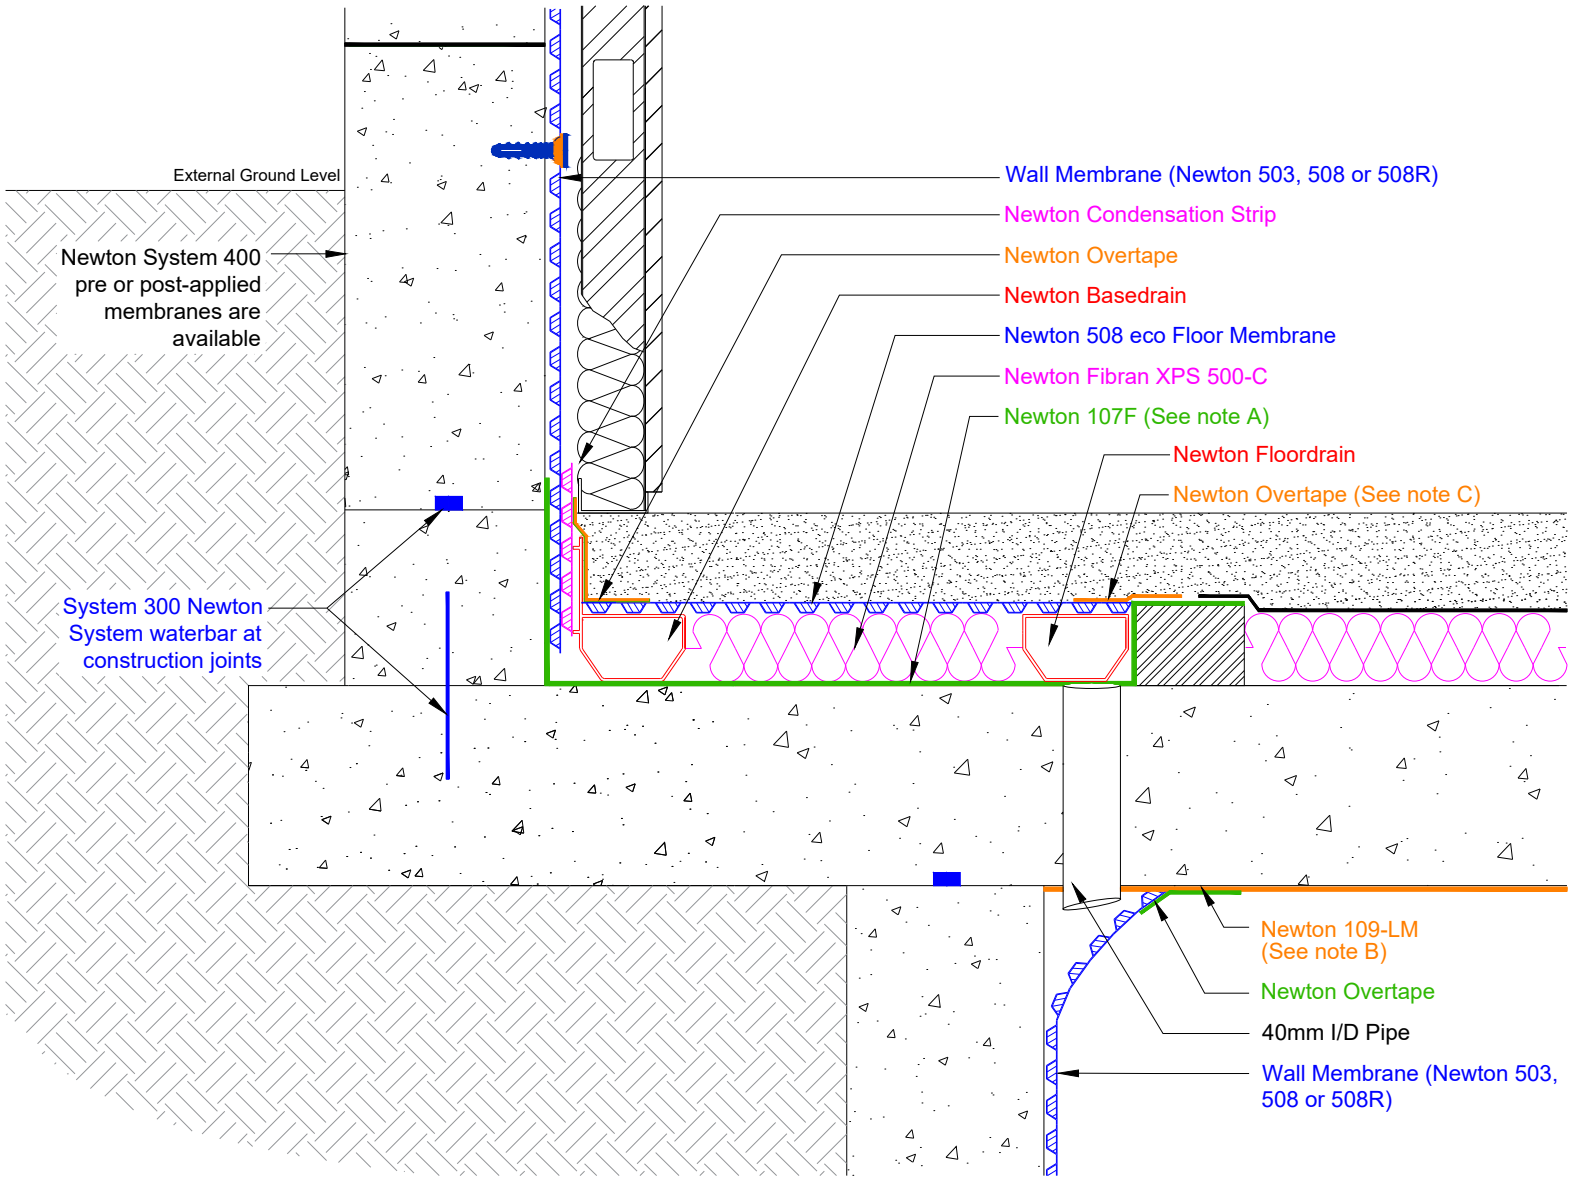 External Ground Level
Newton System 400
pre or post-applied
membranes are
available
System 300 Newton
System waterbar at
construction joints
Wall Membrane (Newton 503, 508 or 508R)
Newton Condensation Strip
Newton Overtape
Newton Basedrain
Newton 508 eco Floor Membrane
Newton Fibran XPS 500-C
Newton 107F (See note A)
Newton Floordrain
Newton Overtape (See note C)
Newton 109-LM
(See note B)
Newton Overtape
40mm I/D Pipe
Wall Membrane (Newton 503,
508 or 508R)